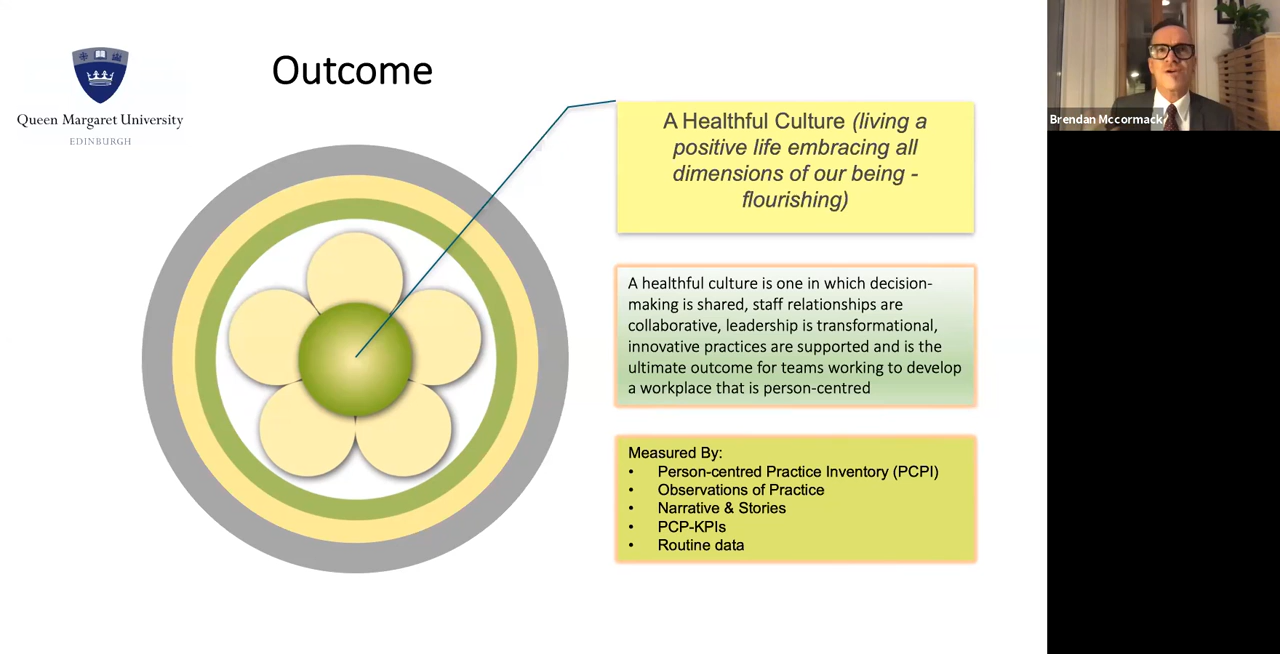 Queen Margaret University
EDINBURGH
Outcome
A Healthful Culture (living a
positive life embracing all
dimensions of our being -
flourishing)
A healthful culture is one in which decision-
making is shared, staff relationships are
collaborative, leadership is transformational,
innovative practices are supported and is the
ultimate outcome for teams working to develop
a workplace that is person-centred
Measured By:
• Person-centred Practice Inventory (PCPI)
• Observations of Practice
• Narrative & Stories
• PCP-KPIs
• Routine data
Brendan Mccormack